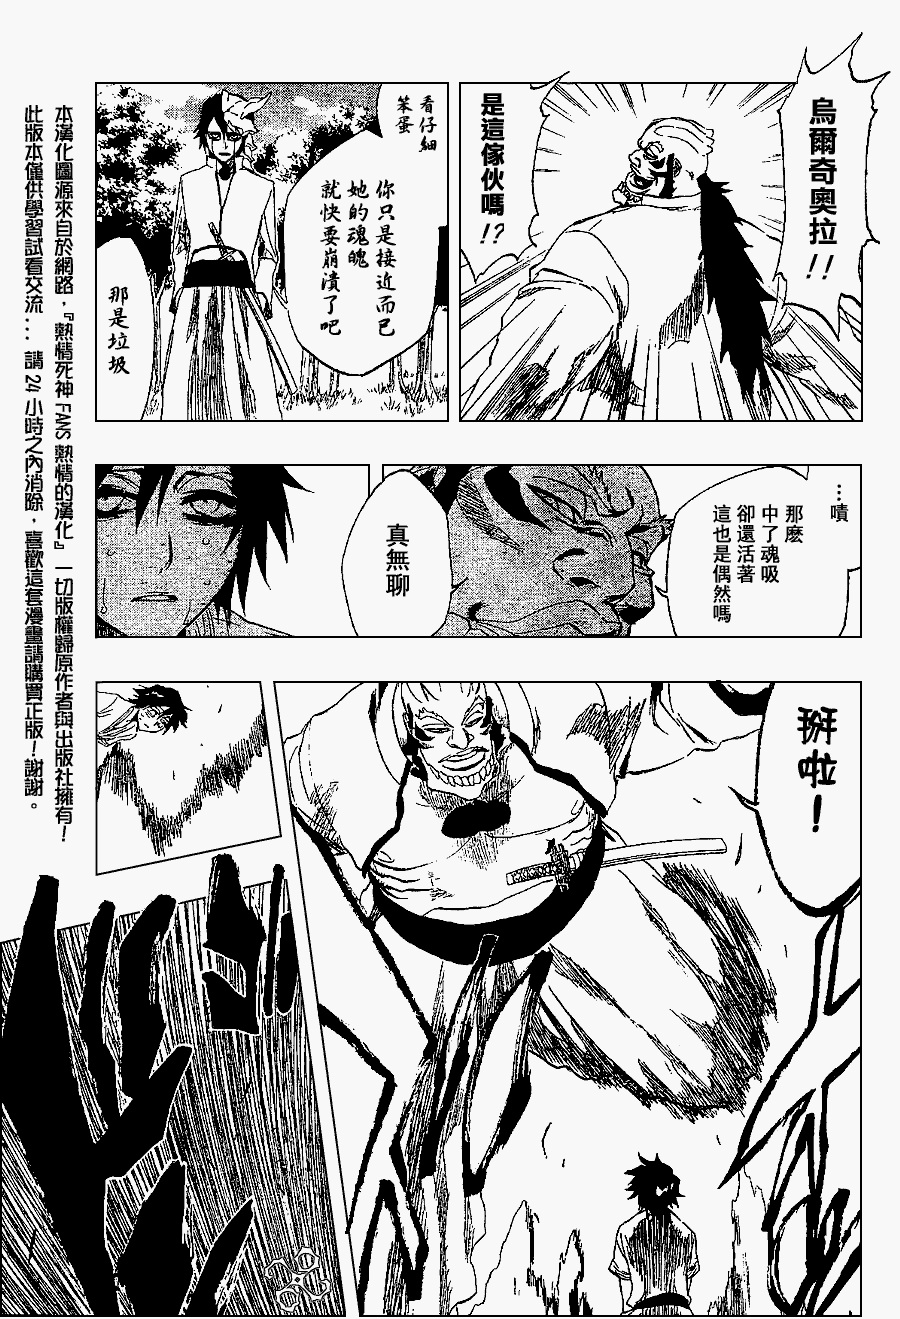 烏爾奇奧拉!!
是這傢伙嗎!?
看仔細
笨蛋
你只是接近而已
她的魂魄
就快要崩潰了吧
那是垃圾
…嘖
那麼
中了魂吸
卻還活著
這也是偶然嗎
真無聊
掰啦!
本漢化圖源來自於網路，『熱情死神FANS熱情的漢化』一切版權歸原作者與出版社擁有!
此版本僅供學習試看交流... 請24小時之內消除，喜歡這套漫畫請購買正版!謝謝。